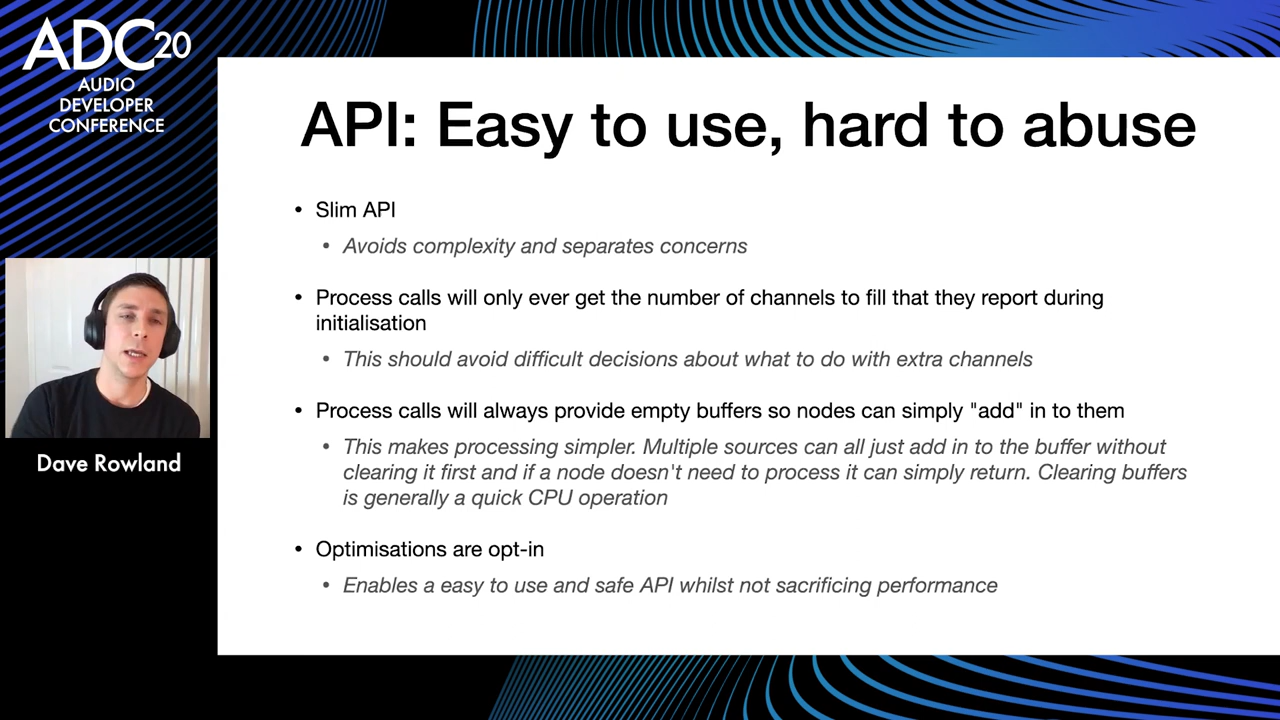 ADC20
AUDIO
DEVELOPER
CONFERENCE
API: Easy to use, hard to abuse
• Slim API
• Avoids complexity and separates concerns
• Process calls will only ever get the number of channels to fill that they report during
initialisation
• This should avoid difficult decisions about what to do with extra channels
• Process calls will always provide empty buffers so nodes can simply "add" in to them
• This makes processing simpler. Multiple sources can all just add in to the buffer without
clearing it first and if a node doesn't need to process it can simply return. Clearing buffers
is generally a quick CPU operation
• Optimisations are opt-in
• Enables a easy to use and safe API whilst not sacrificing performance
Dave Rowland